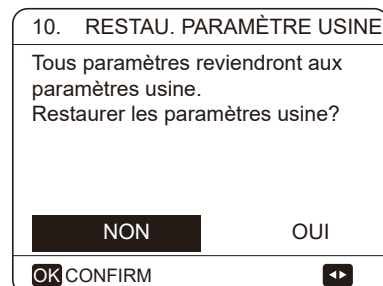 10. RESTAU. PARAMÈTRE USINE
Tous paramètres reviendront aux
paramètres usine.
Restaurer les paramètres usine?
NON OUI
OK CONFIRM